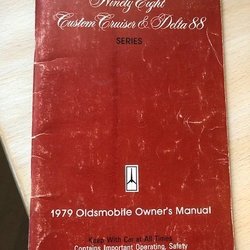 Ninety Eight
Custom Cruiser & Delta 88
SERIES
1979 Oldsmobile Owner's Manual
Keep With Car at All Times
Contains Important Operating, Safety